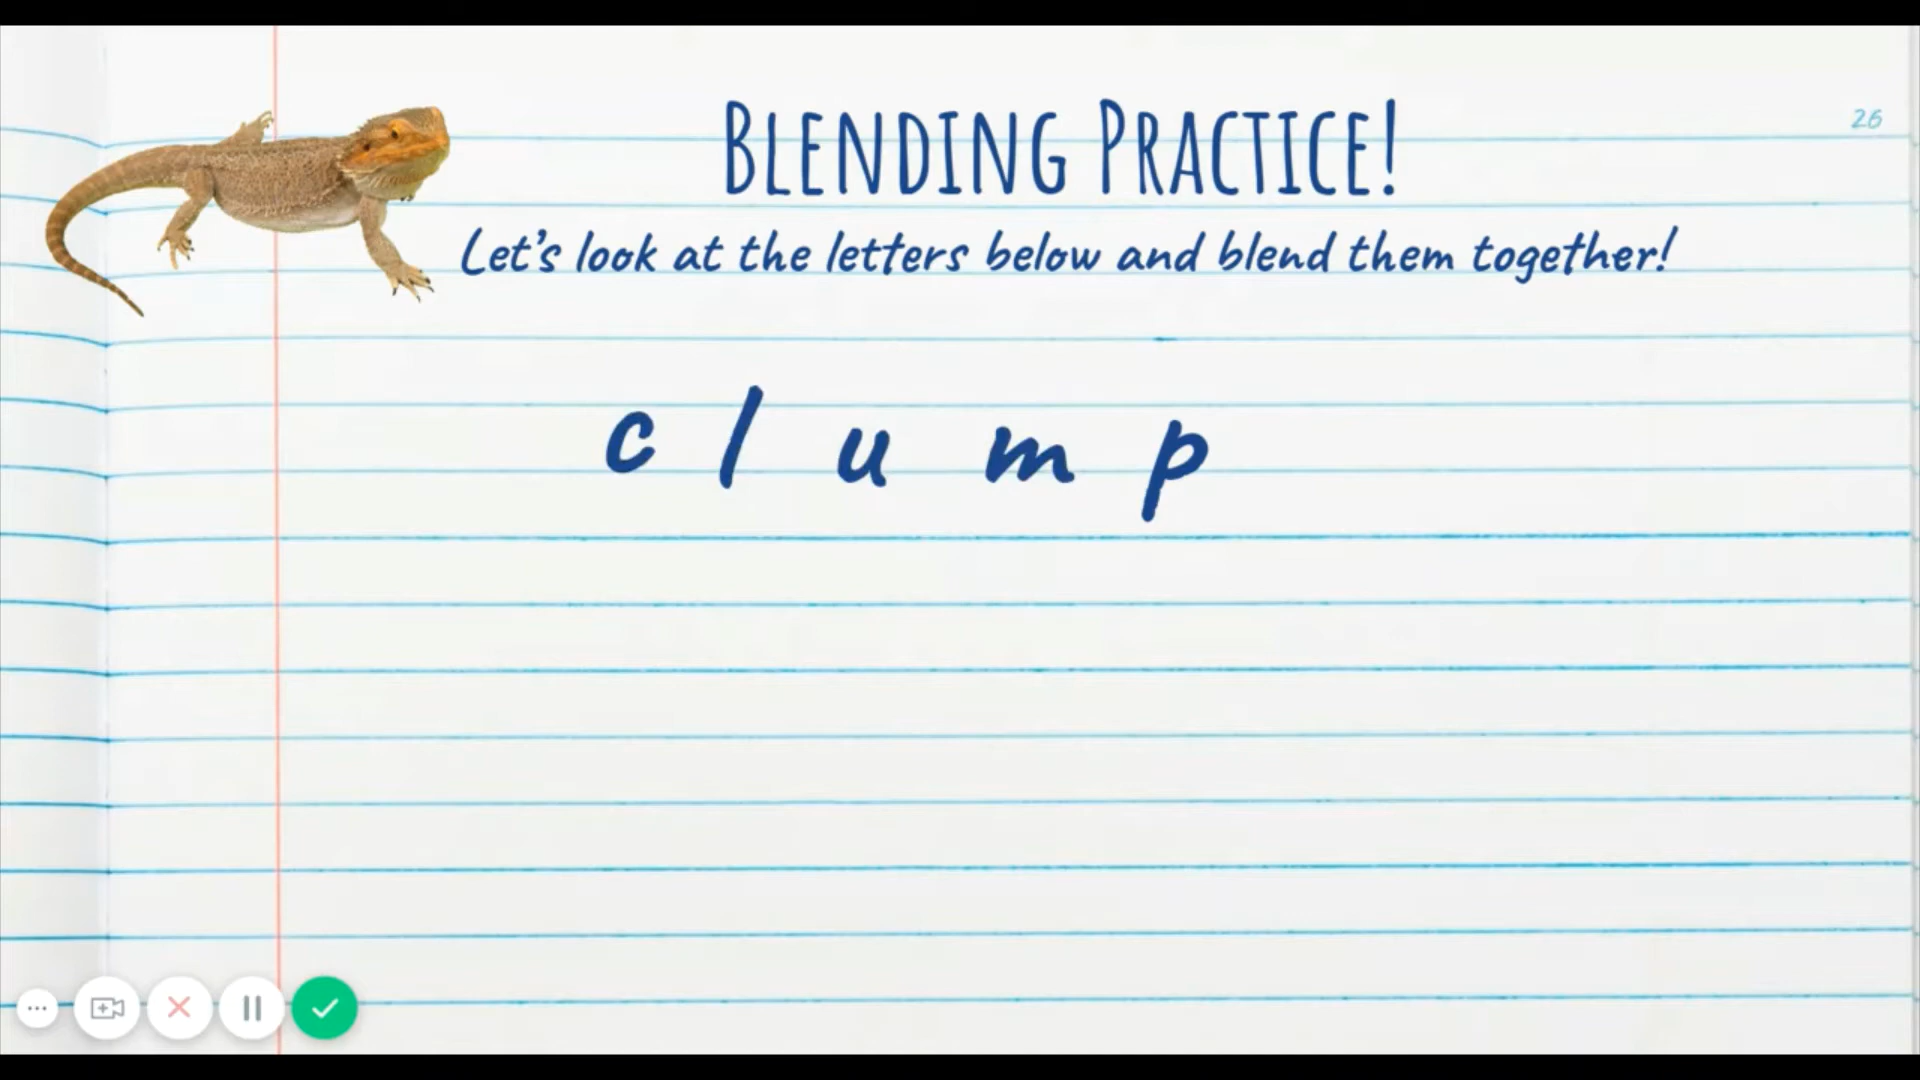 BLENDING PRACTICE!
26
Let's look at the letters below and blend them together!
c l u m p